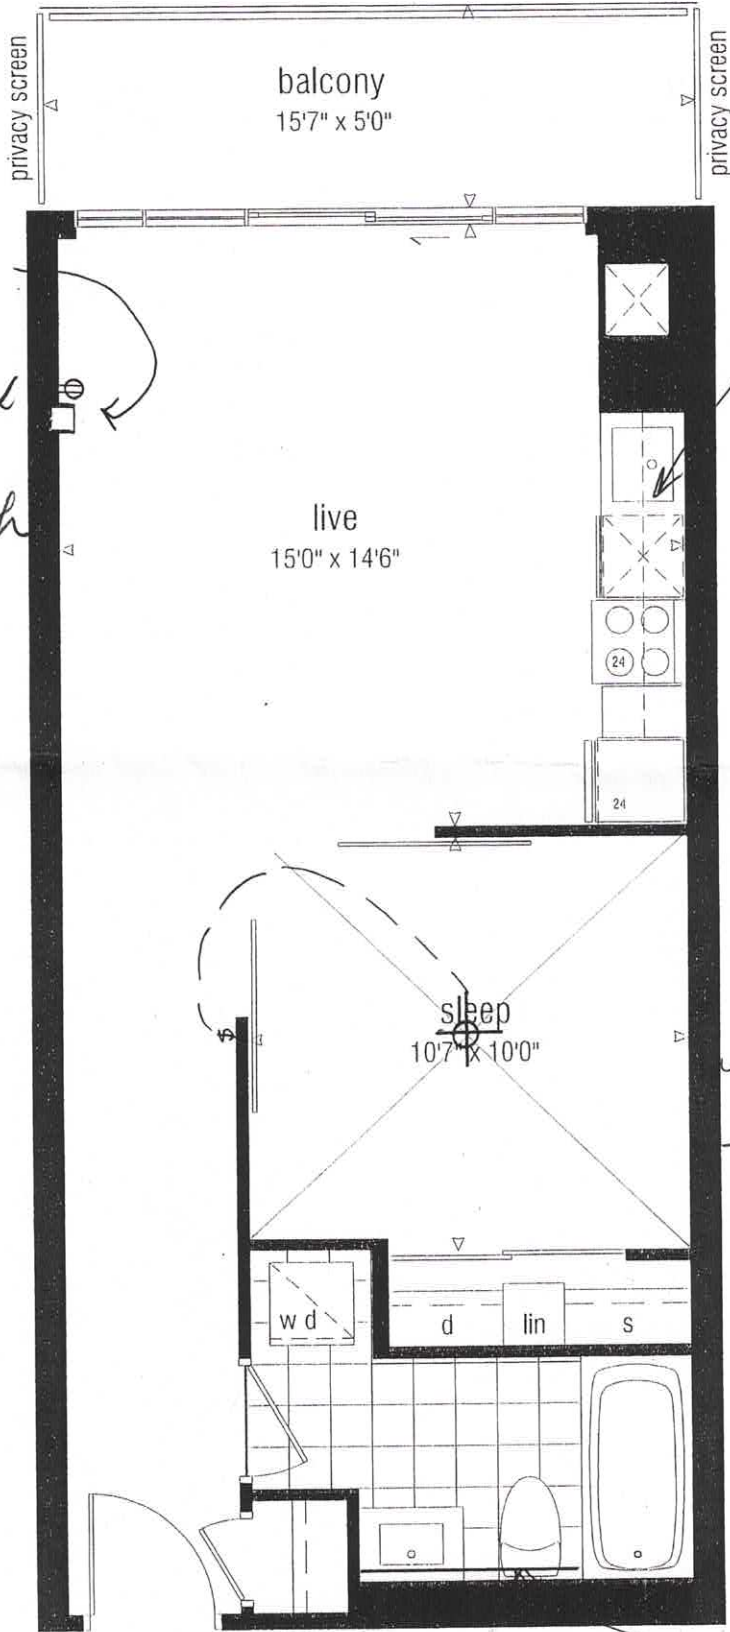 privacy screen
balcony
15'7" x 5'0"
privacy screen
live
15'0" x 14'6"
24
24
$
sleep
10'7" x 10'0"
w d
d
lin
s